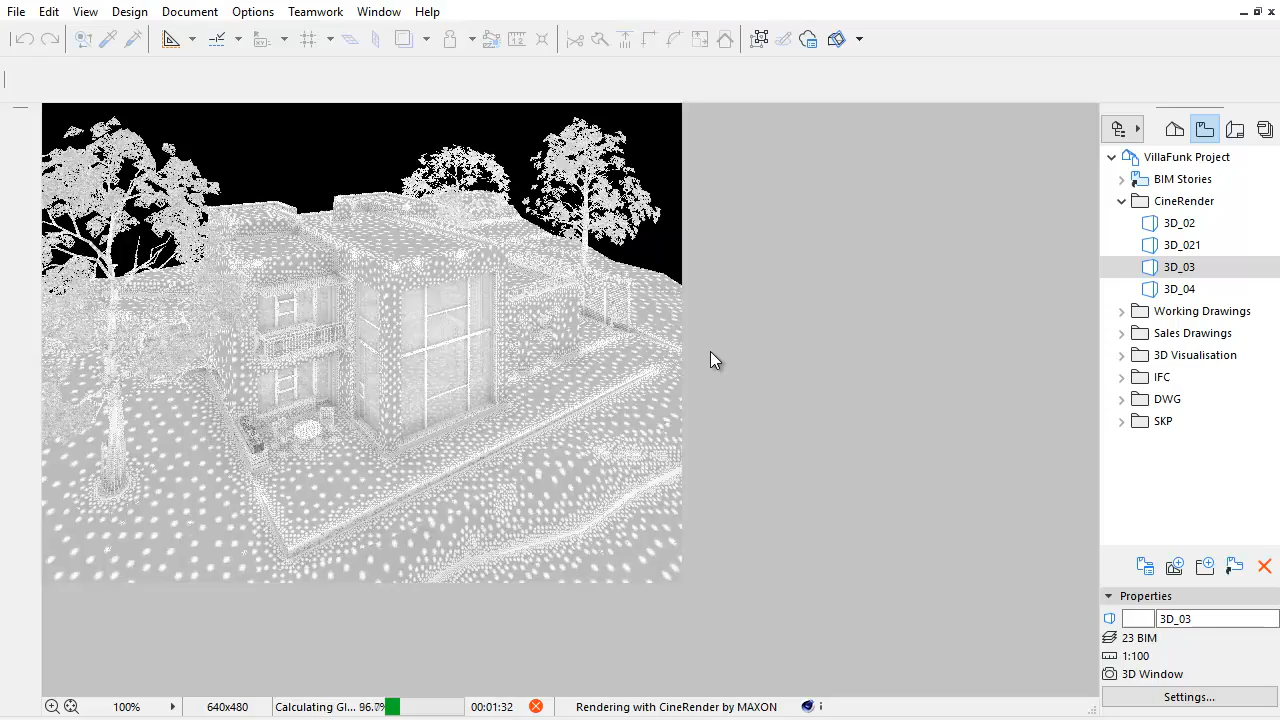 File Edit View Design Document Options Teamwork Window Help
VillaFunk Project
BIM Stories
CineRender
3D_02
3D_021
3D_03
3D_04
Working Drawings
Sales Drawings
3D Visualisation
IFC
DWG
SKP
Properties
3D_03
23 BIM
1:100
3D Window
Settings...
100% 640x480 Calculating GI... 86.7% 00:01:32 Rendering with CineRender by MAXON i